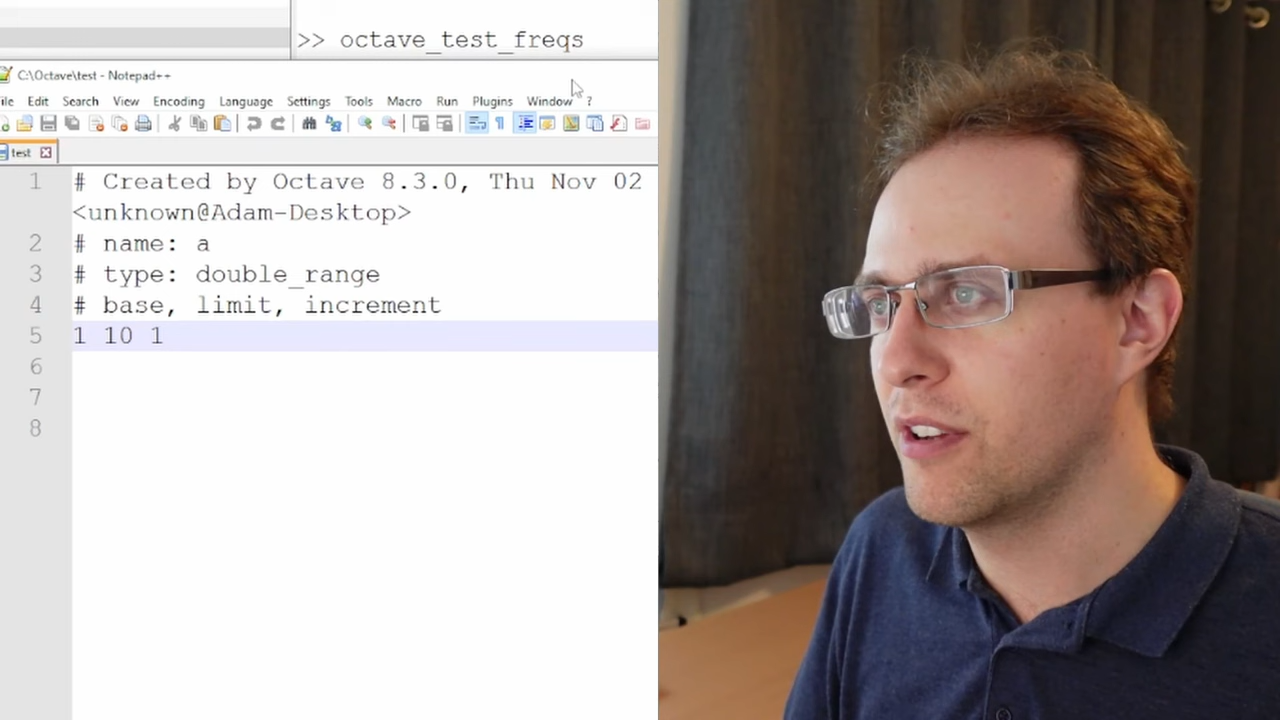 >> octave_test_freqs
C:\Octave\test - Notepad++
Edit Search View Encoding Language Settings Tools Macro Run Plugins Window ?
test
1 # Created by Octave 8.3.0, Thu Nov 02
<unknown@Adam-Desktop>
2 # name: a
3 # type: double_range
4 # base, limit, increment
5 1 10 1
6
7
8